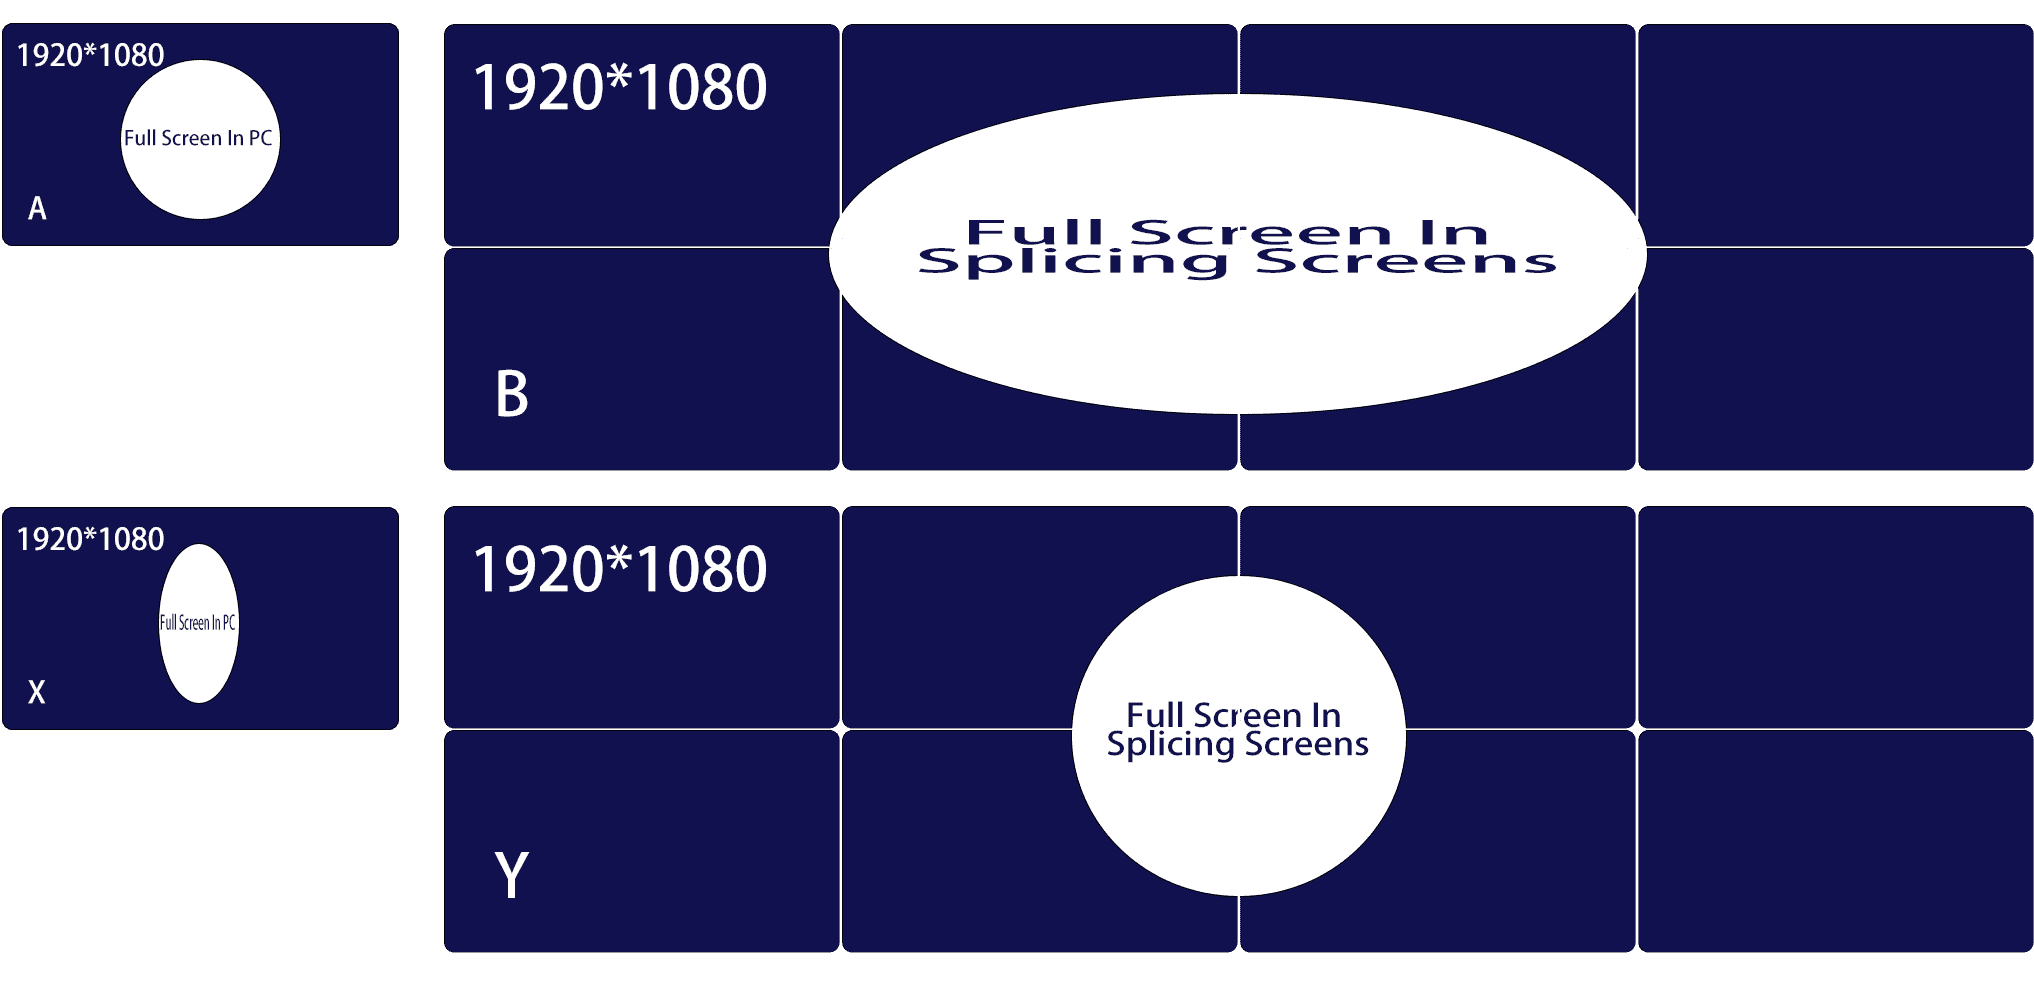 1920*1080
Full Screen In PC
A
1920*1080
Full Screen In
Splicing Screens
B
1920*1080
Full Screen In PC
X
1920*1080
Full Screen In
Splicing Screens
Y